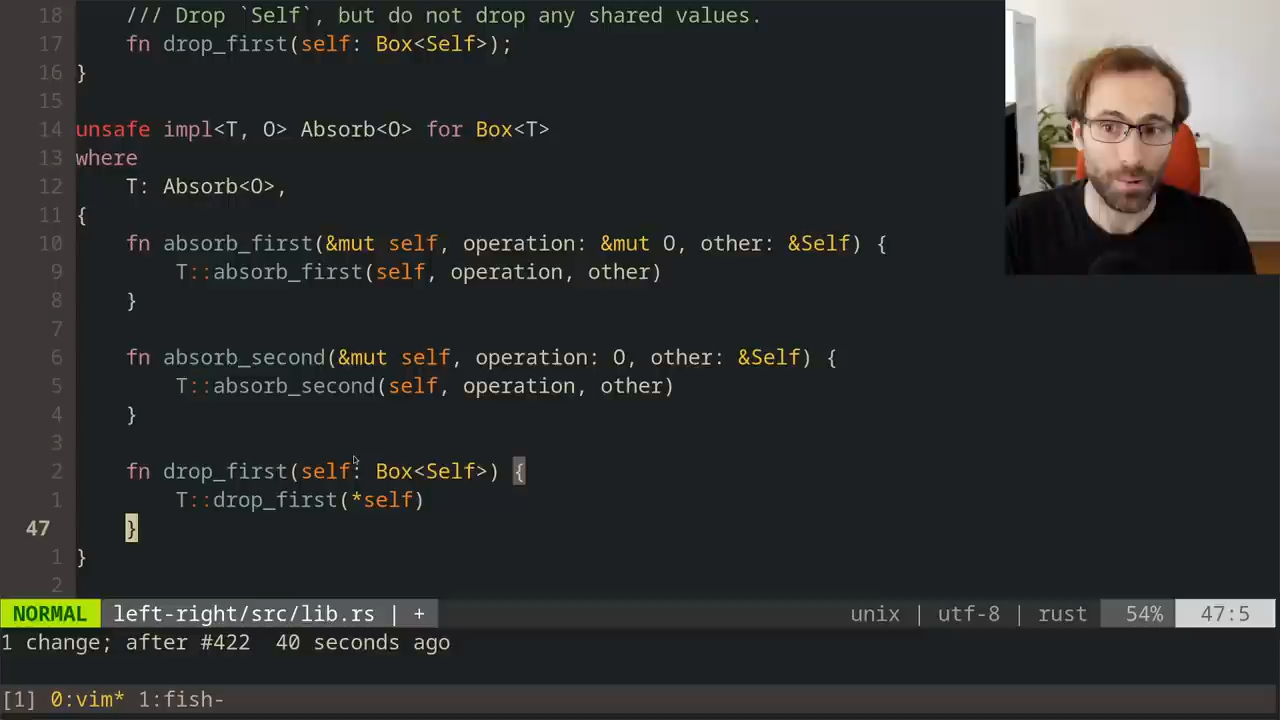 18     /// Drop `Self`, but do not drop any shared values.
17     fn drop_first(self: Box<Self>);
16 }
15
14 unsafe impl<T, O> Absorb<O> for Box<T>
13 where
12     T: Absorb<O>,
11 {
10     fn absorb_first(&mut self, operation: &mut O, other: &Self) {
9         T::absorb_first(self, operation, other)
8     }
7
6     fn absorb_second(&mut self, operation: O, other: &Self) {
5         T::absorb_second(self, operation, other)
4     }
3
2     fn drop_first(self: Box<Self>) {
1         T::drop_first(*self)
47     }
1 }
2
NORMAL left-right/src/lib.rs | + unix | utf-8 | rust 54% 47:5
1 change; after #422  40 seconds ago
[1] 0:vim* 1:fish-